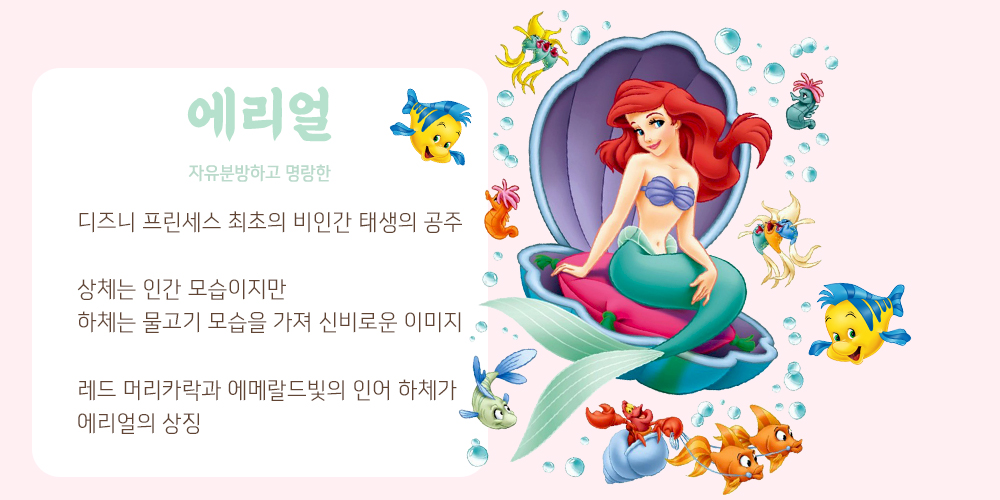 에리얼
자유분방하고 명랑한
디즈니 프린세스 최초의 비인간 태생의 공주
상체는 인간 모습이지만
하체는 물고기 모습을 가져 신비로운 이미지
레드 머리카락과 에메랄드빛의 인어 하체가
에리얼의 상징